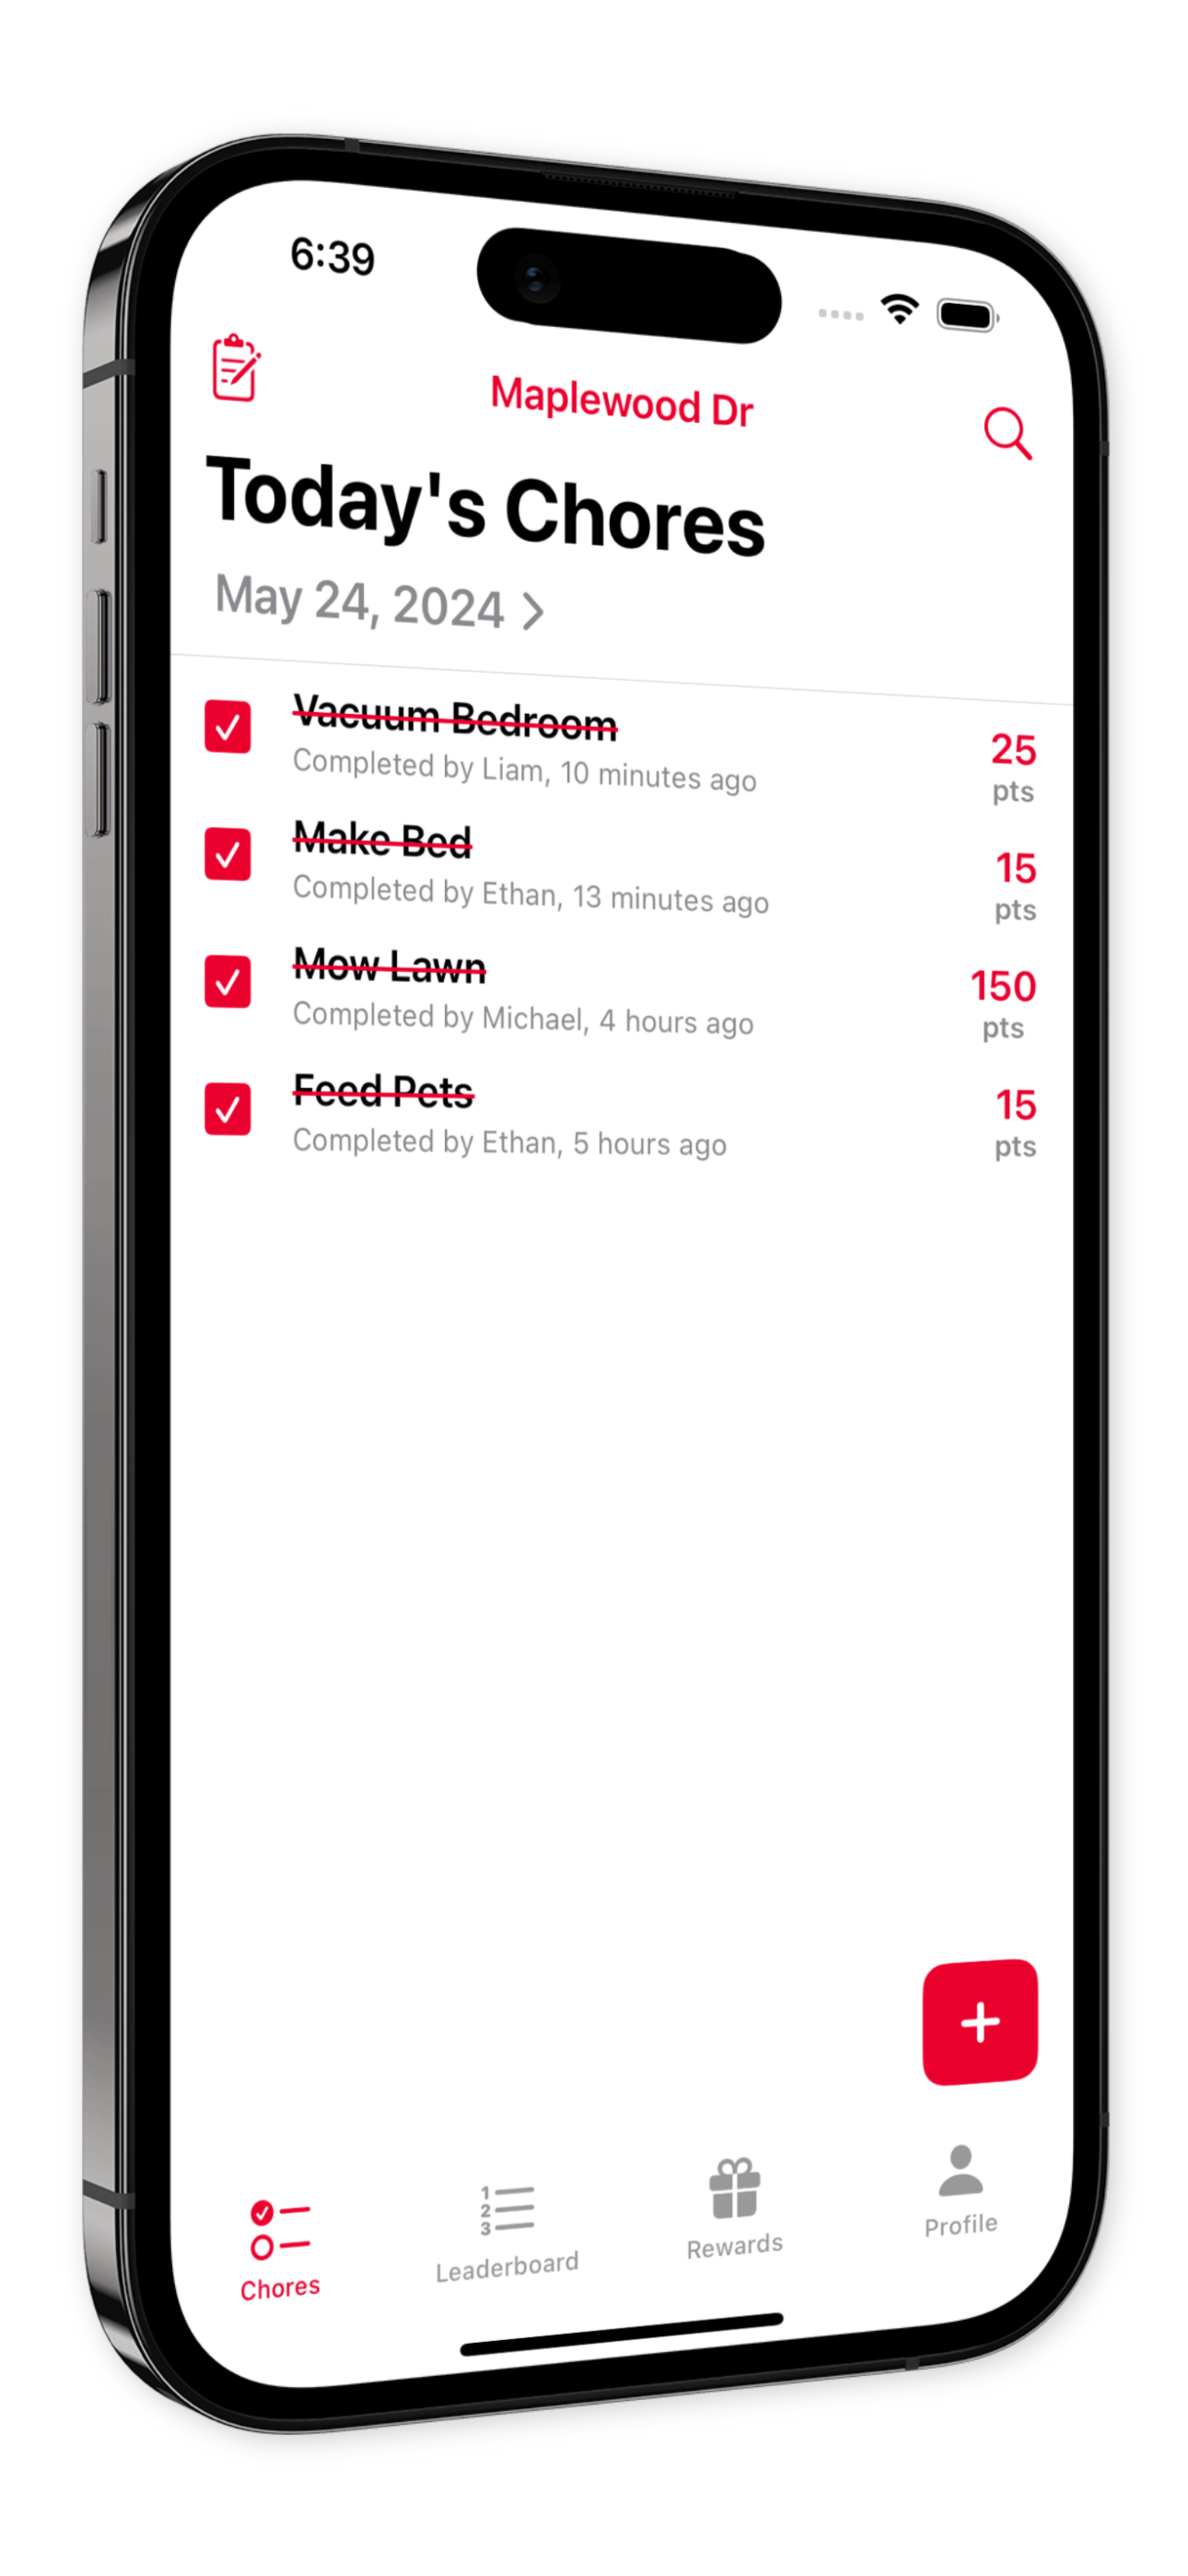 6:39
Maplewood Dr
Today's Chores
May 24, 2024
Vacuum Bedroom
Completed by Liam, 10 minutes ago
25
pts
Make Bed
Completed by Ethan, 13 minutes ago
15
pts
Mow Lawn
Completed by Michael, 4 hours ago
150
pts
Feed Pets
Completed by Ethan, 5 hours ago
15
pts
+
1
2
3
Chores
Leaderboard
Rewards
Profile